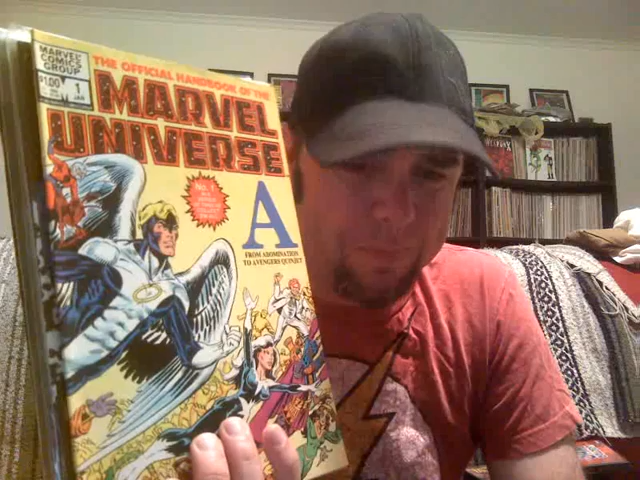 MARVEL
COMICS
GROUP
$1.00
1
JAN
THE OFFICIAL HANDBOOK OF THE
MARVEL
UNIVERSE
No. 1
A
FROM ABOMINATION
TO AVENGERS QUINJET